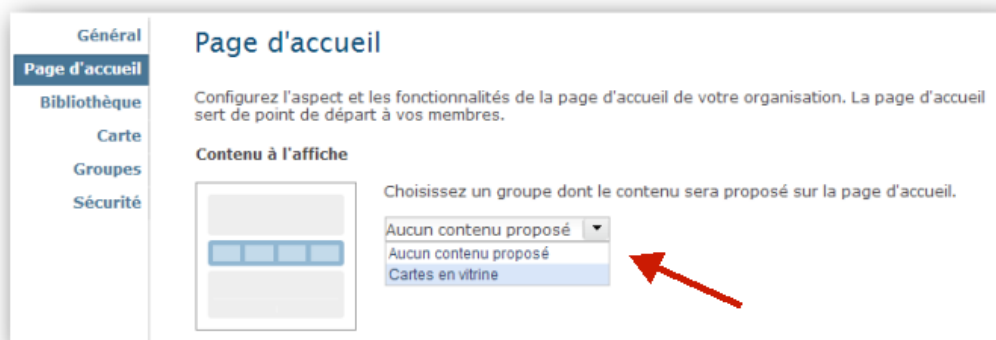 Général
Page d'accueil
Bibliothèque
Carte
Groupes
Sécurité
Page d'accueil
Configurez l'aspect et les fonctionnalités de la page d'accueil de votre organisation. La page d'accueil
sert de point de départ à vos membres.
Contenu à l'affiche
Choisissez un groupe dont le contenu sera proposé sur la page d'accueil.
Aucun contenu proposé
Aucun contenu proposé
Cartes en vitrine